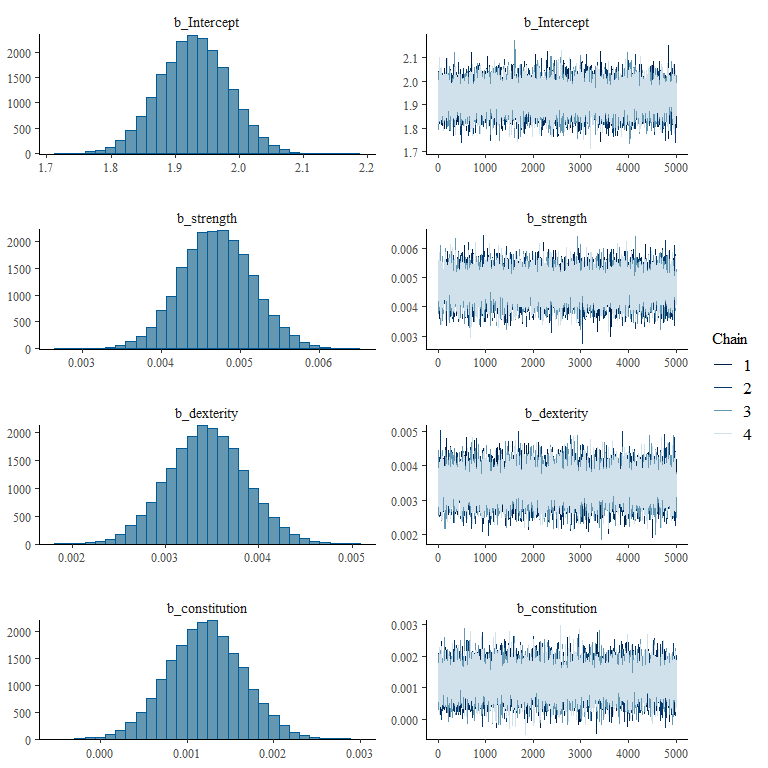 b_Intercept
2000
1500
1000
500
0
1.7 1.8 1.9 2.0 2.1 2.2
b_Intercept
2.1
2.0
1.9
1.8
1.7
0 1000 2000 3000 4000 5000
b_strength
2000
1500
1000
500
0
0.003 0.004 0.005 0.006
b_strength
0.006
0.005
0.004
0.003
0 1000 2000 3000 4000 5000
b_dexterity
2000
1500
1000
500
0
0.002 0.003 0.004 0.005
b_dexterity
0.005
0.004
0.003
0.002
0 1000 2000 3000 4000 5000
b_constitution
2000
1500
1000
500
0
0.000 0.001 0.002 0.003
b_constitution
0.003
0.002
0.001
0.000
0 1000 2000 3000 4000 5000
Chain
1
2
3
4